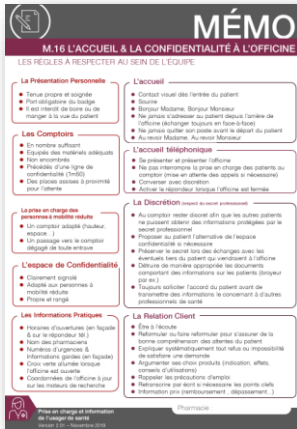 MÉMO
M.16 L'ACCUEIL & LA CONFIDENTIALITÉ À L'OFFICINE
LES RÈGLES À RESPECTER AU SEIN DE L'ÉQUIPE
La Présentation Personnelle
Tenue propre et soignée
Port obligatoire du badge
Il est interdit de boire ou de
manger à la vue du patient
Les Comptoirs
En nombre suffisant
Equipés des matériels adéquats
Non encombrés
Précédés d'une ligne de
confidentialité (1m50)
Des places assises à proximité
pour l'attente
La prise en charge des
personnes à mobilité réduite
Un comptoir adapté (hauteur,
espace...)
Un passage vers le comptoir
dégagé de toute entrave
L'espace de Confidentialité
Clairement signalé
Adapté aux personnes à
mobilité réduite
Propre et rangé
Les Informations Pratiques
Horaires d'ouvertures (en façade
& sur le répondeur tél.)
Nom des pharmaciens
Numéros d'urgences &
Informations gardes (en façade)
Croix verte allumée lorsque
l'officine est ouverte
Coordonnées de l'officine à jour
sur les moteurs de recherche
L'accueil
Contact visuel dès l'entrée du patient
Sourire
Bonjour Madame, Bonjour Monsieur
Ne jamais s'adresser au patient depuis l'arrière de
l'officine (échanger toujours en face-à-face)
Ne jamais quitter son poste avant le départ du patient
Au revoir Madame, Au revoir Monsieur
L'accueil téléphonique
Se présenter et présenter l'officine
Ne pas interrompre la prise en charge des patients au
comptoir (mise en attente des appels si nécessaire)
Converser avec discrétion
Activer le répondeur lorsque l'officine est fermée
La Discrétion (respect du secret professionnel)
Au comptoir rester discret afin que les autres patients
ne puissent obtenir des informations protégées par le
secret professionnel
Proposer au patient l'alternative de l'espace
confidentialité si nécessaire
Préserver le secret lors des échanges avec les
éventuels tiers du patient qui viendraient à l'officine
Détruire de manière approprié les documents
comportant des informations sur les patients (broyeur
par ex.)
Toujours solliciter l'accord du patient avant de
transmettre des informations le concernant à d'autres
professionnels de santé
La Relation Client
Être à l'écoute
Reformuler ou faire reformuler pour s'assurer de la
bonne compréhension des attentes du patient
Expliquer systématiquement tout refus ou impossibilité
de satisfaire une demande
Argumenter ses choix produits (indication, effets,
conseils d'utilisations)
Rappeler les précautions d'emploi
Retranscrire par écrit si nécessaire les points clefs
Information prix (remboursement, dépassement...)
Prise en charge et information
de l'usager de santé
Version 2.01 – Novembre 2019
Pharmacie